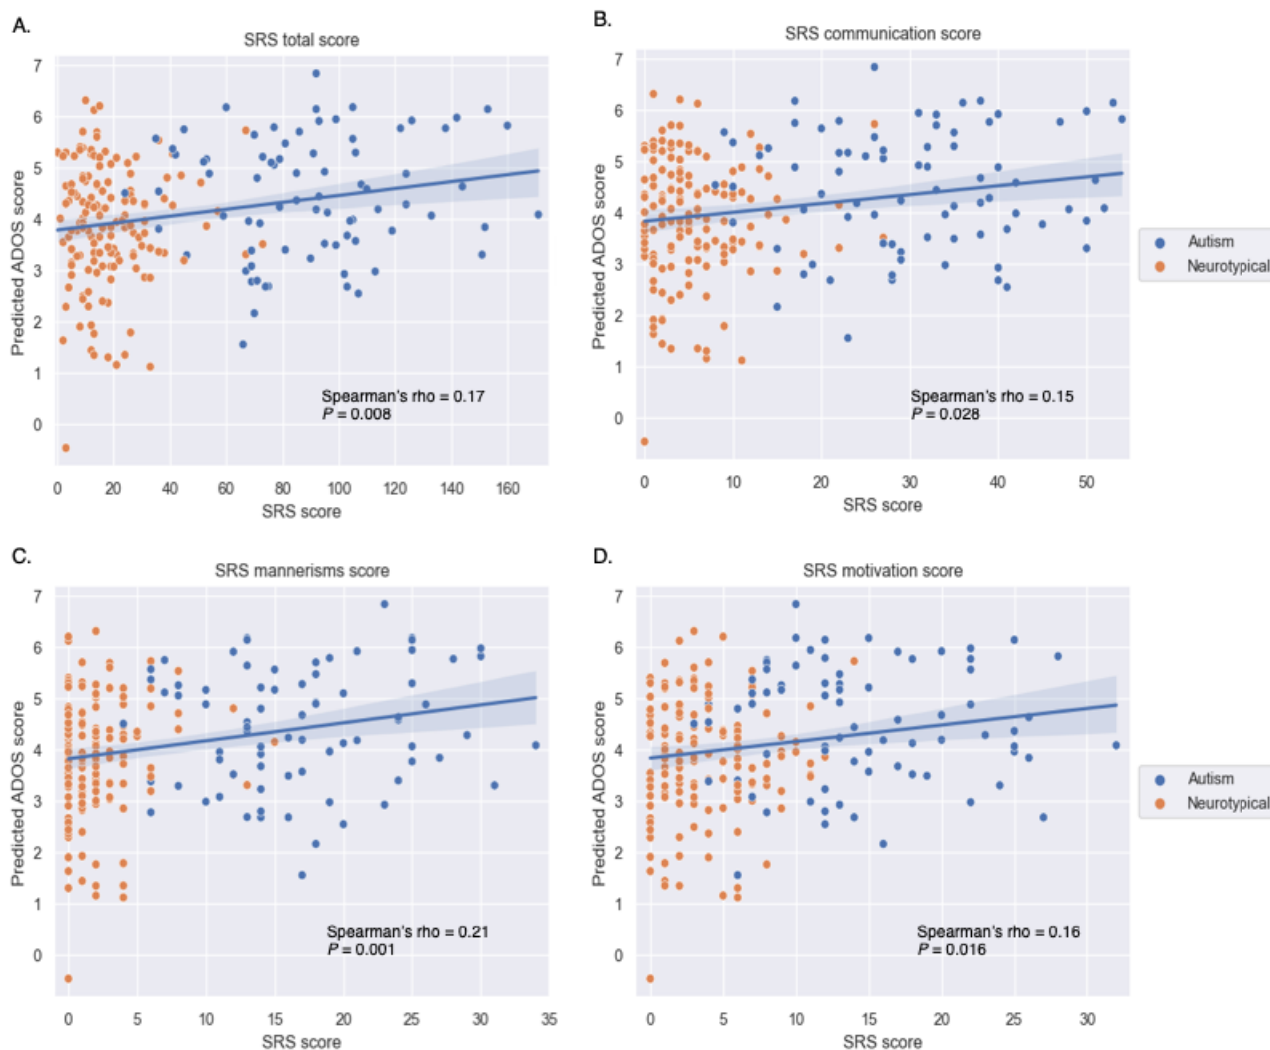 A.
SRS total score
7
6
5
4
3
2
1
0
Predicted ADOS score
Spearman's rho = 0.17
P = 0.008
0 20 40 60 80 100 120 140 160
SRS score
B.
SRS communication score
7
6
5
4
3
2
1
0
Predicted ADOS score
Spearman's rho = 0.15
P = 0.028
0 10 20 30 40 50
SRS score
Autism
Neurotypical
C.
SRS mannerisms score
7
6
5
4
3
2
1
0
Predicted ADOS score
Spearman's rho = 0.21
P = 0.001
0 5 10 15 20 25 30 35
SRS score
D.
SRS motivation score
7
6
5
4
3
2
1
0
Predicted ADOS score
Spearman's rho = 0.16
P = 0.016
0 5 10 15 20 25 30
SRS score
Autism
Neurotypical